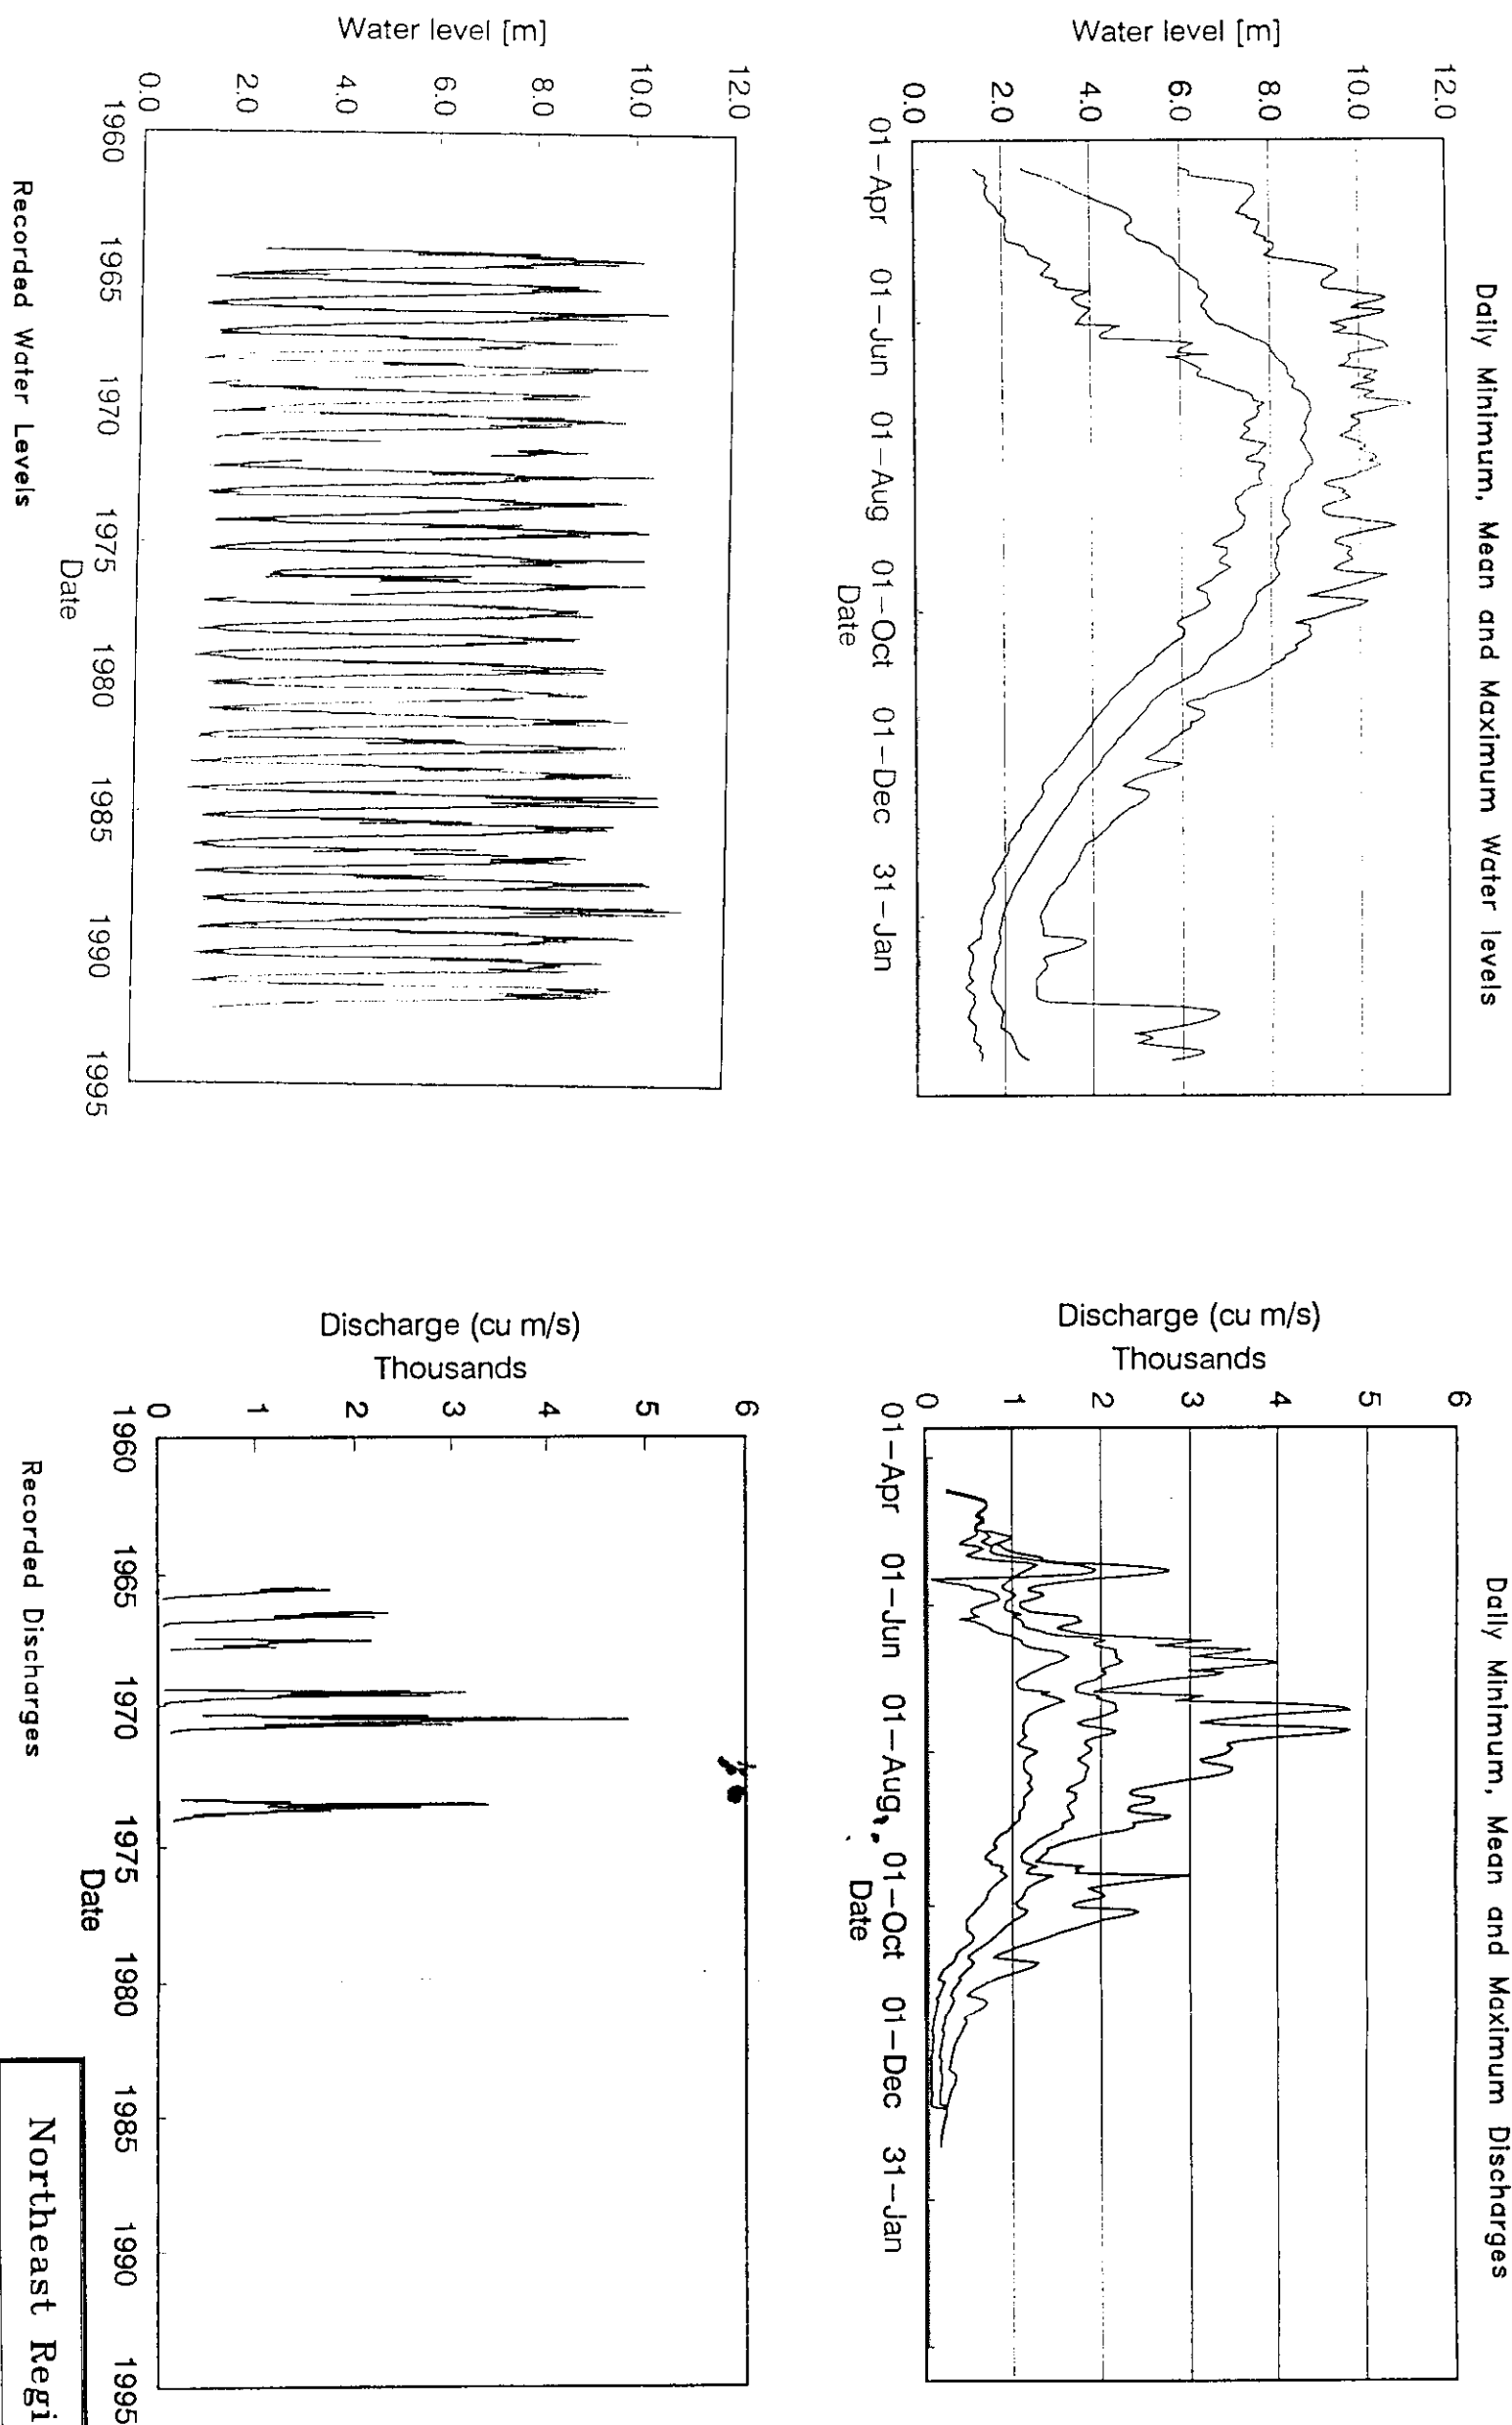 Daily Minimum, Mean and Maximum Water levels
Water level [m]
12.0
10.0
8.0
6.0
4.0
2.0
0.0
01-Apr 01-Jun 01-Aug 01-Oct 01-Dec 31-Jan
Date
Water level [m]
12.0
10.0
8.0
6.0
4.0
2.0
0.0
1960 1965 1970 1975 1980 1985 1990 1995
Date
Recorded Water Levels
Daily Minimum, Mean and Maximum Discharges
Discharge (cu m/s)
Thousands
6
5
4
3
2
1
0
01-Apr 01-Jun 01-Aug 01-Oct 01-Dec 31-Jan
Date
Discharge (cu m/s)
Thousands
6
5
4
3
2
1
0
1960 1965 1970 1975 1980 1985 1990 1995
Date
Recorded Discharges
Northeast Regi